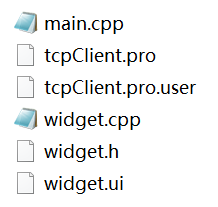 main.cpp
tcpClient.pro
tcpClient.pro.user
widget.cpp
widget.h
widget.ui